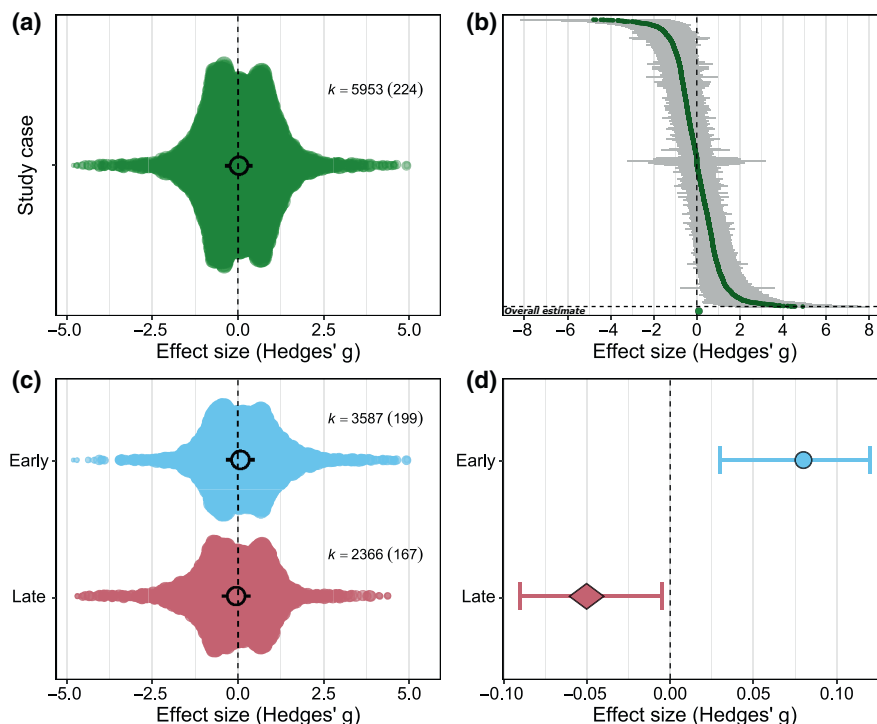 (a)
Study case
k = 5953 (224)
−5.0 −2.5 0.0 2.5 5.0
Effect size (Hedges' g)
(b)
Overall estimate
−8 −6 −4 −2 0 2 4 6 8
Effect size (Hedges' g)
(c)
Early
k = 3587 (199)
Late
k = 2366 (167)
−5.0 −2.5 0.0 2.5 5.0
Effect size (Hedges' g)
(d)
Early
Late
−0.10 −0.05 0.00 0.05 0.10
Effect size (Hedges' g)